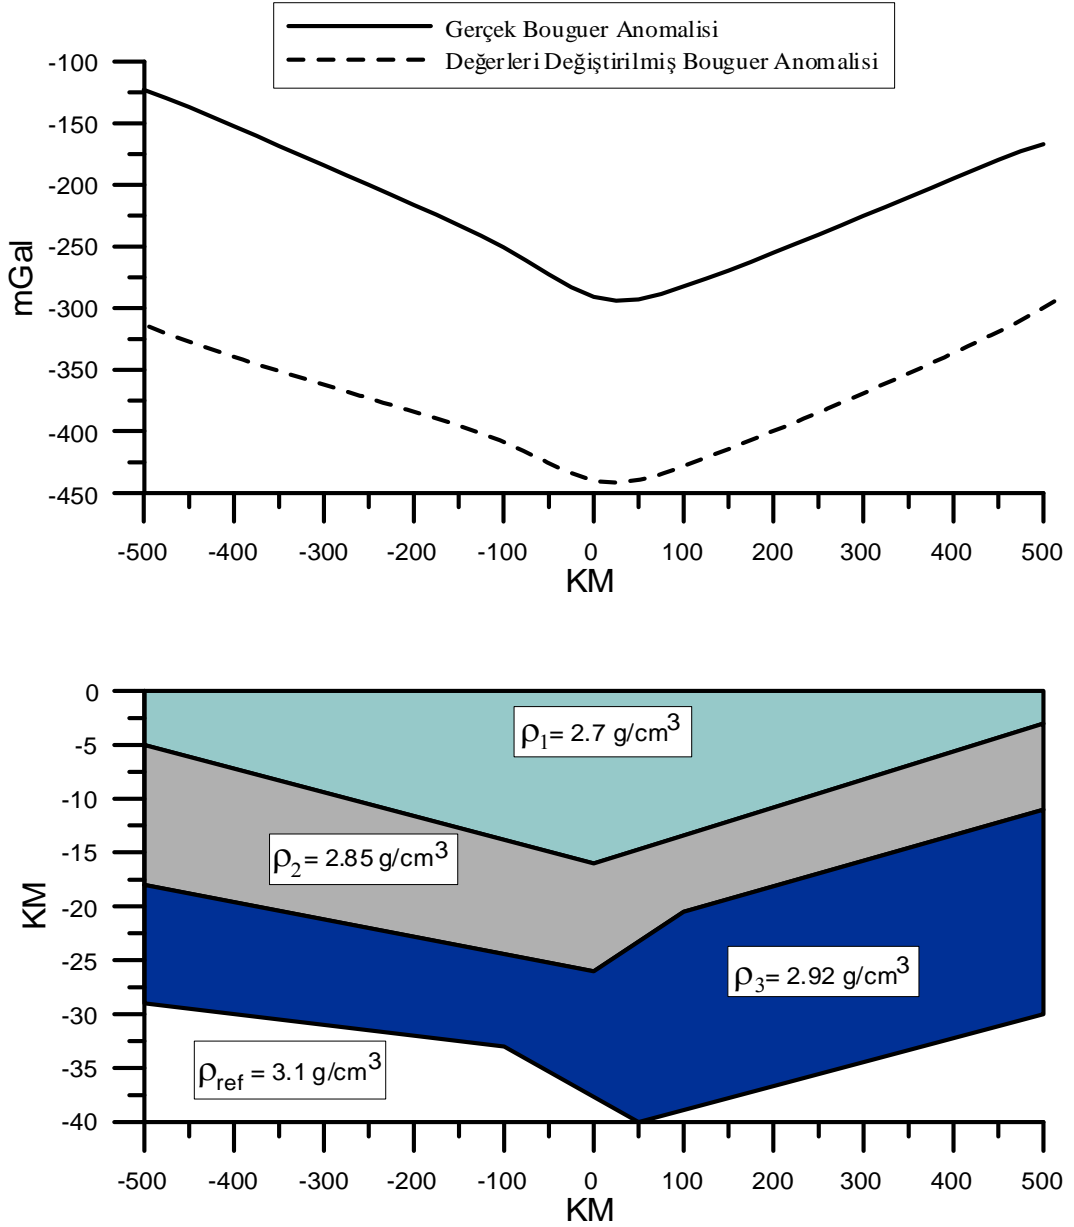 Gerçek Bouguer Anomalisi
Değerleri Değiştirilmiş Bouguer Anomalisi
-100
-150
-200
-250
-300
-350
-400
-450
mGal
-500 -400 -300 -200 -100 0 100 200 300 400 500
KM
0
-5
-10
-15
-20
-25
-30
-35
-40
KM
ρ1= 2.7 g/cm3
ρ2= 2.85 g/cm3
ρ3= 2.92 g/cm3
ρref = 3.1 g/cm3
-500 -400 -300 -200 -100 0 100 200 300 400 500
KM